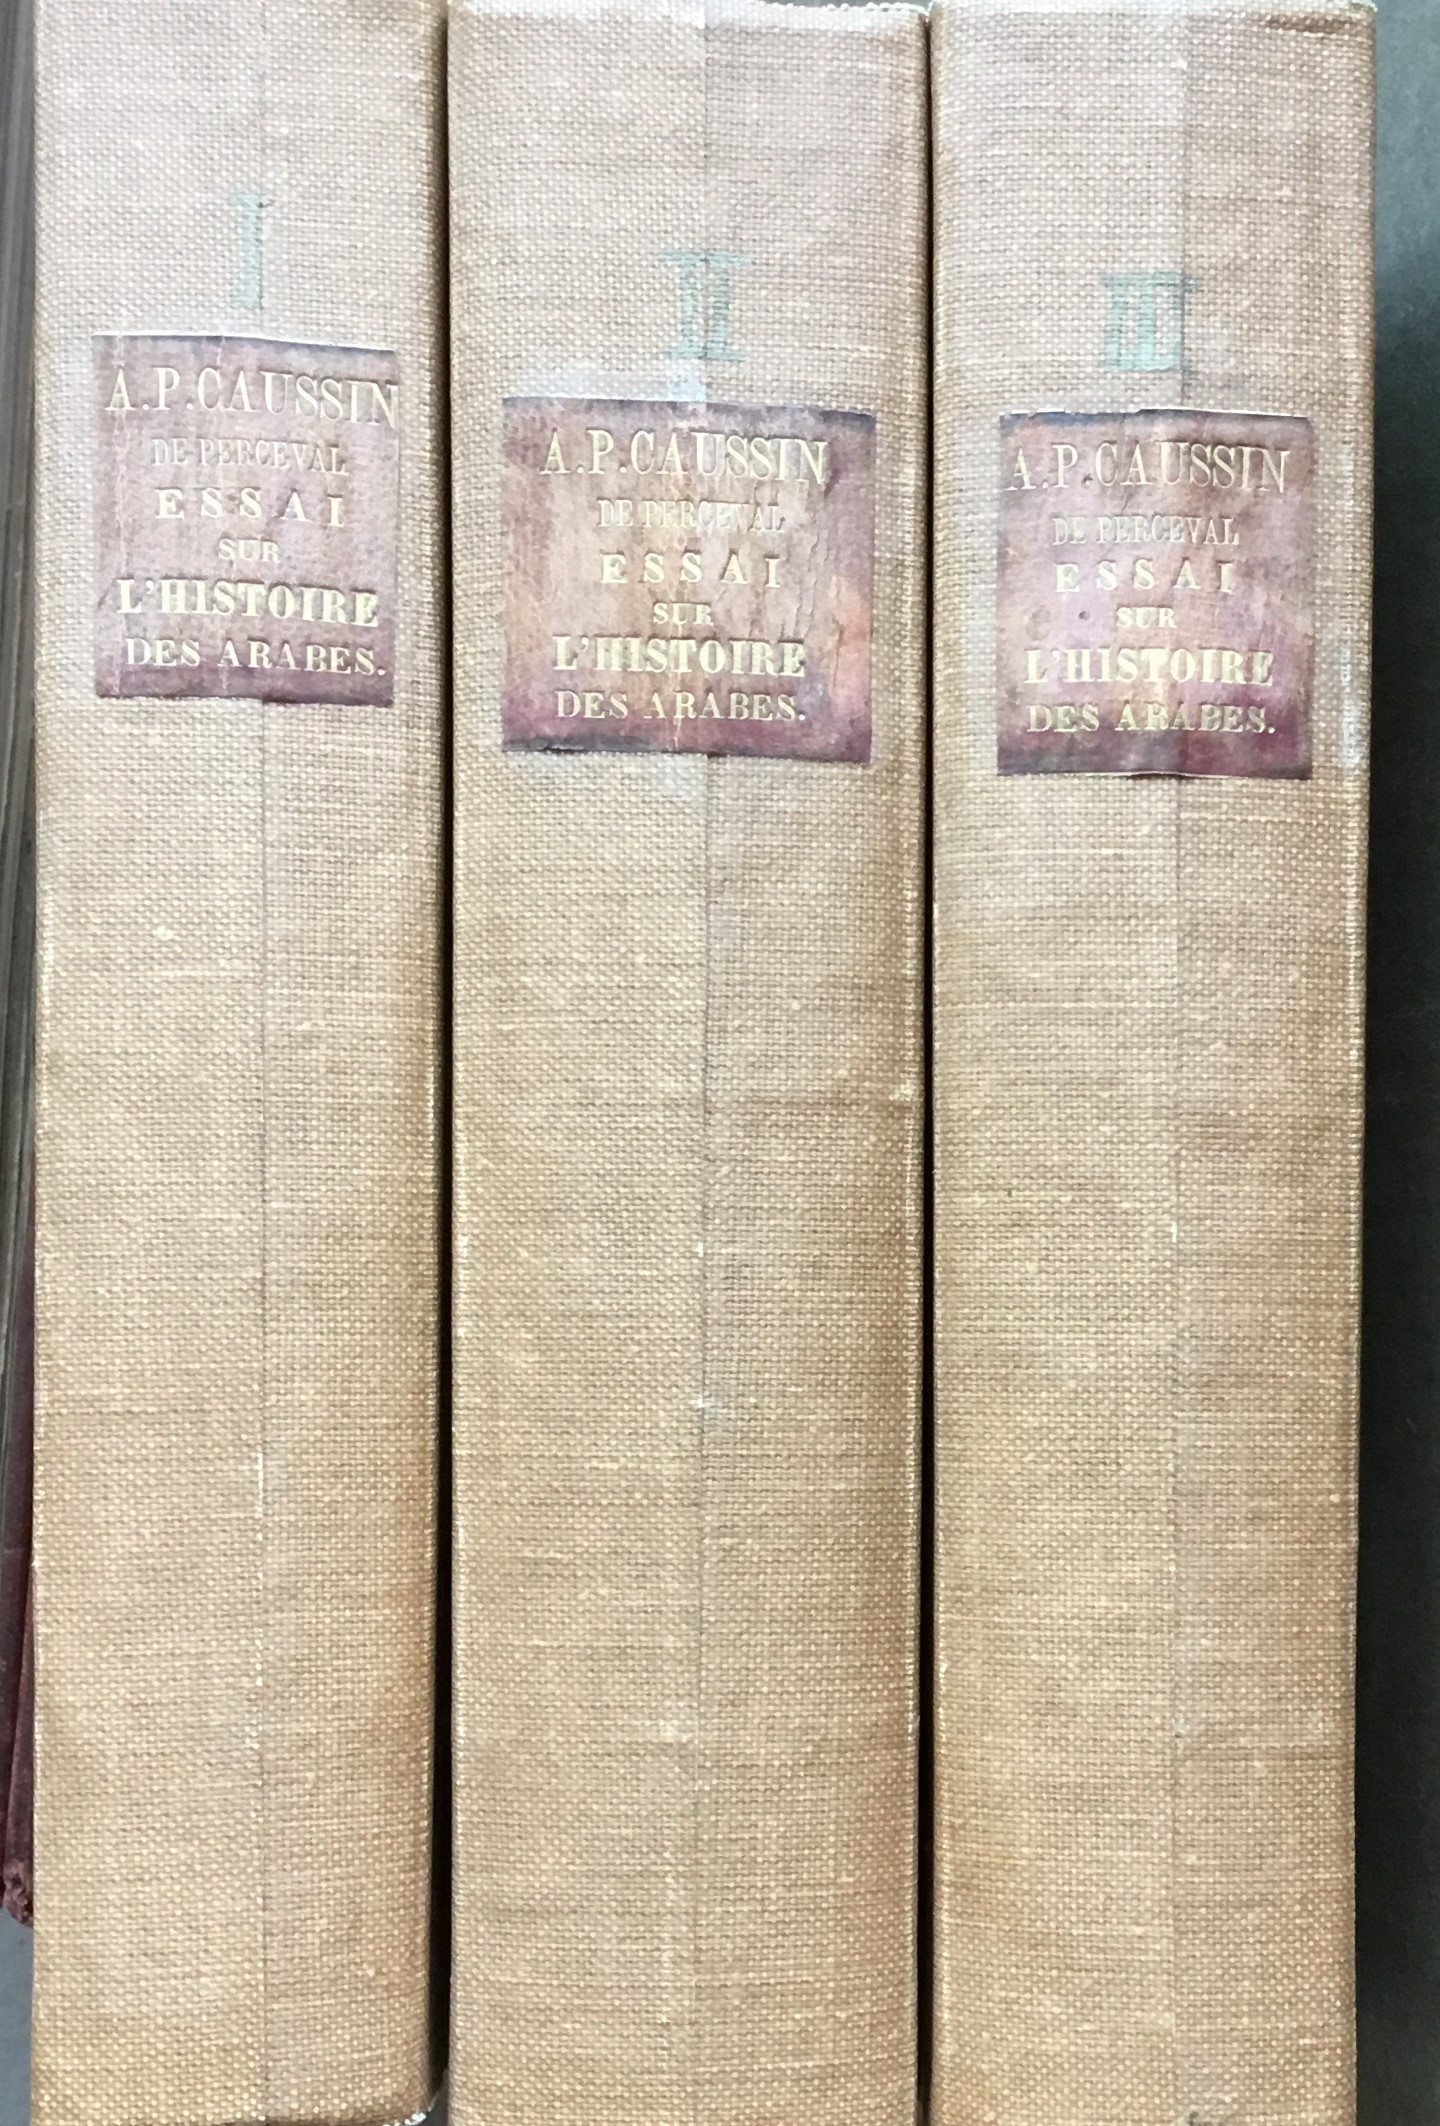 I
A.P.CAUSSIN
DE PERCEVAL
ESSAI
SUR
L'HISTOIRE
DES ARABES.
II
A.P.CAUSSIN
DE PERCEVAL
ESSAI
SUR
L'HISTOIRE
DES ARABES.
III
A.P.CAUSSIN
DE PERCEVAL
ESSAI
SUR
L'HISTOIRE
DES ARABES.